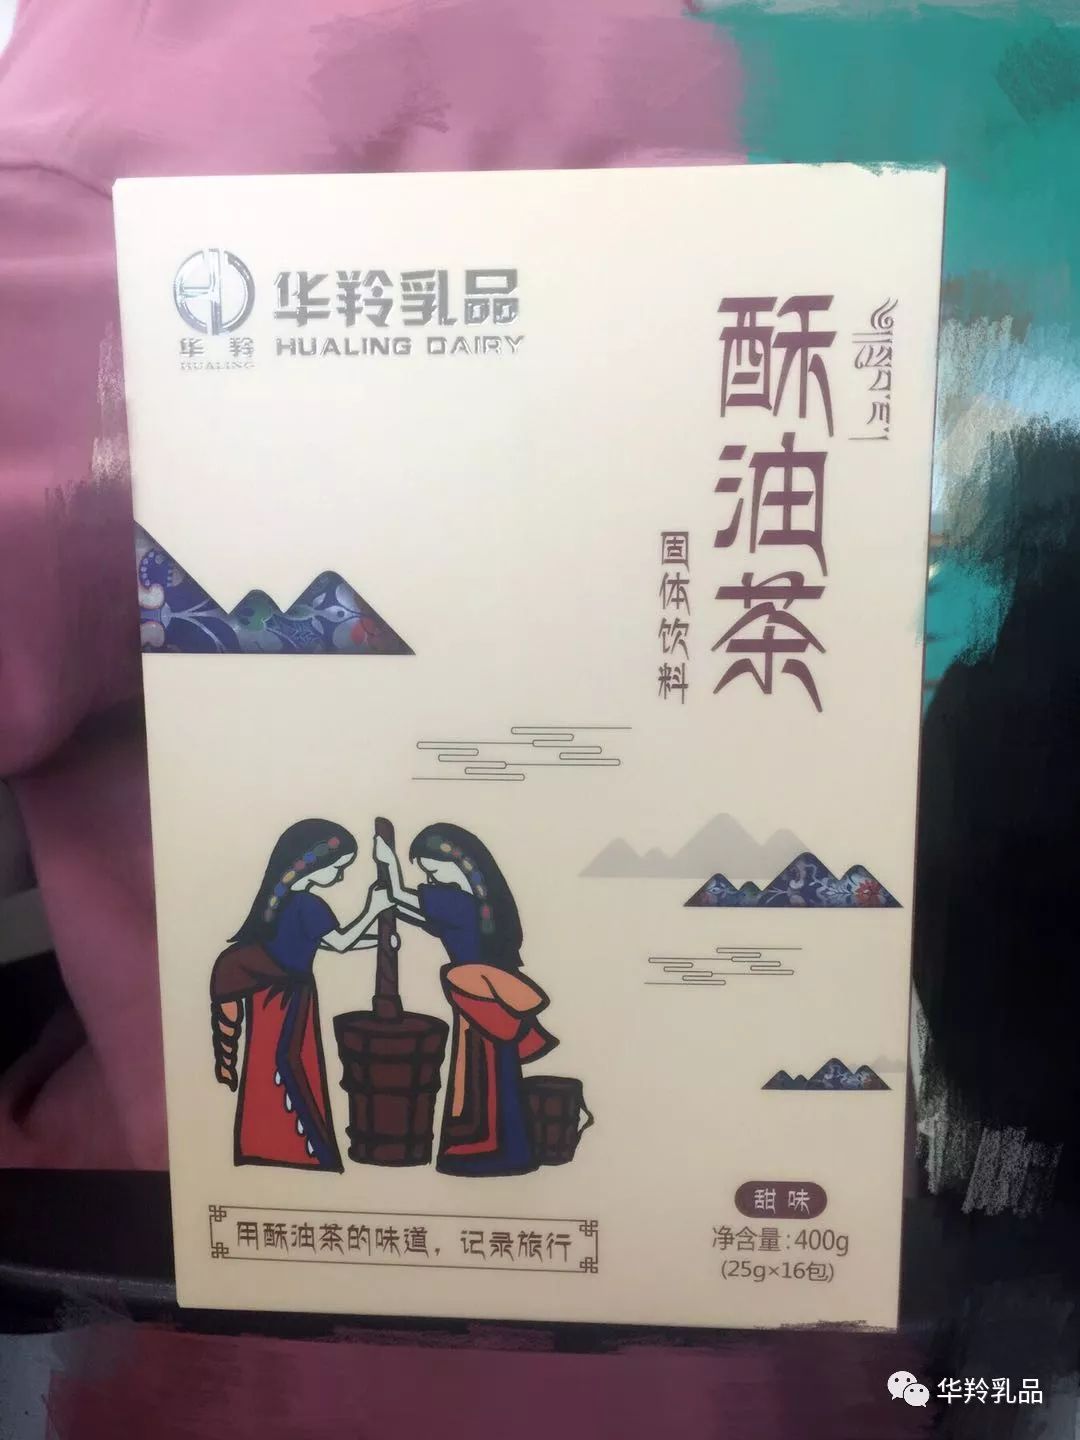 华羚乳品
HUALING DAIRY
华羚
HUALING
酥油茶
固体饮料
用酥油茶的味道，记录旅行
甜味
净含量:400g
(25g×16包)
华羚乳品